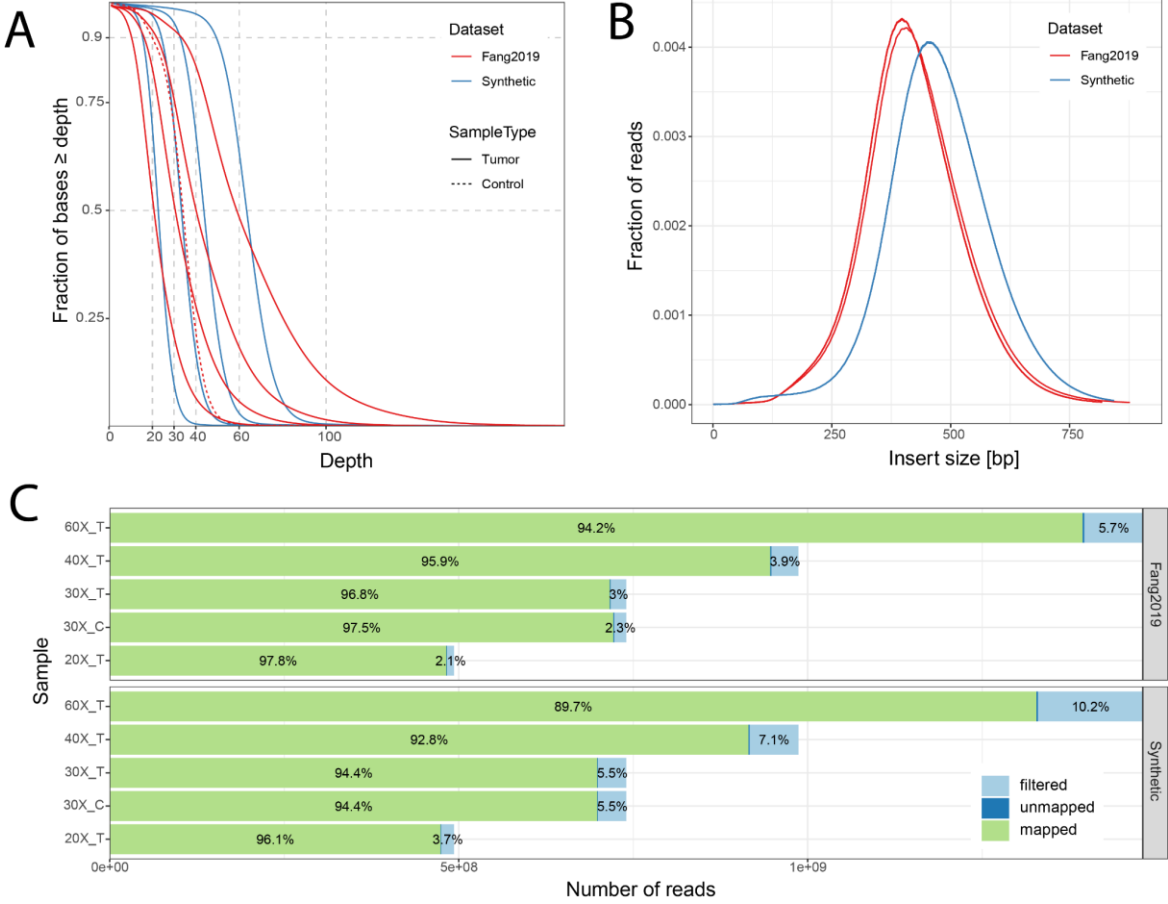 A
Fraction of bases ≥ depth
0.9
0.75
0.5
0.25
0
20
30
40
60
100
Depth
Dataset
Fang2019
Synthetic
SampleType
Tumor
Control
B
Fraction of reads
0.004
0.003
0.002
0.001
0.000
0
250
500
750
Insert size [bp]
Dataset
Fang2019
Synthetic
C
Sample
60X_T
94.2%
5.7%
40X_T
95.9%
3.9%
30X_T
96.8%
3%
30X_C
97.5%
2.3%
20X_T
97.8%
2.1%
Fang2019
60X_T
89.7%
10.2%
40X_T
92.8%
7.1%
30X_T
94.4%
5.5%
30X_C
94.4%
5.5%
20X_T
96.1%
3.7%
Synthetic
filtered
unmapped
mapped
0e+00
5e+08
1e+09
Number of reads